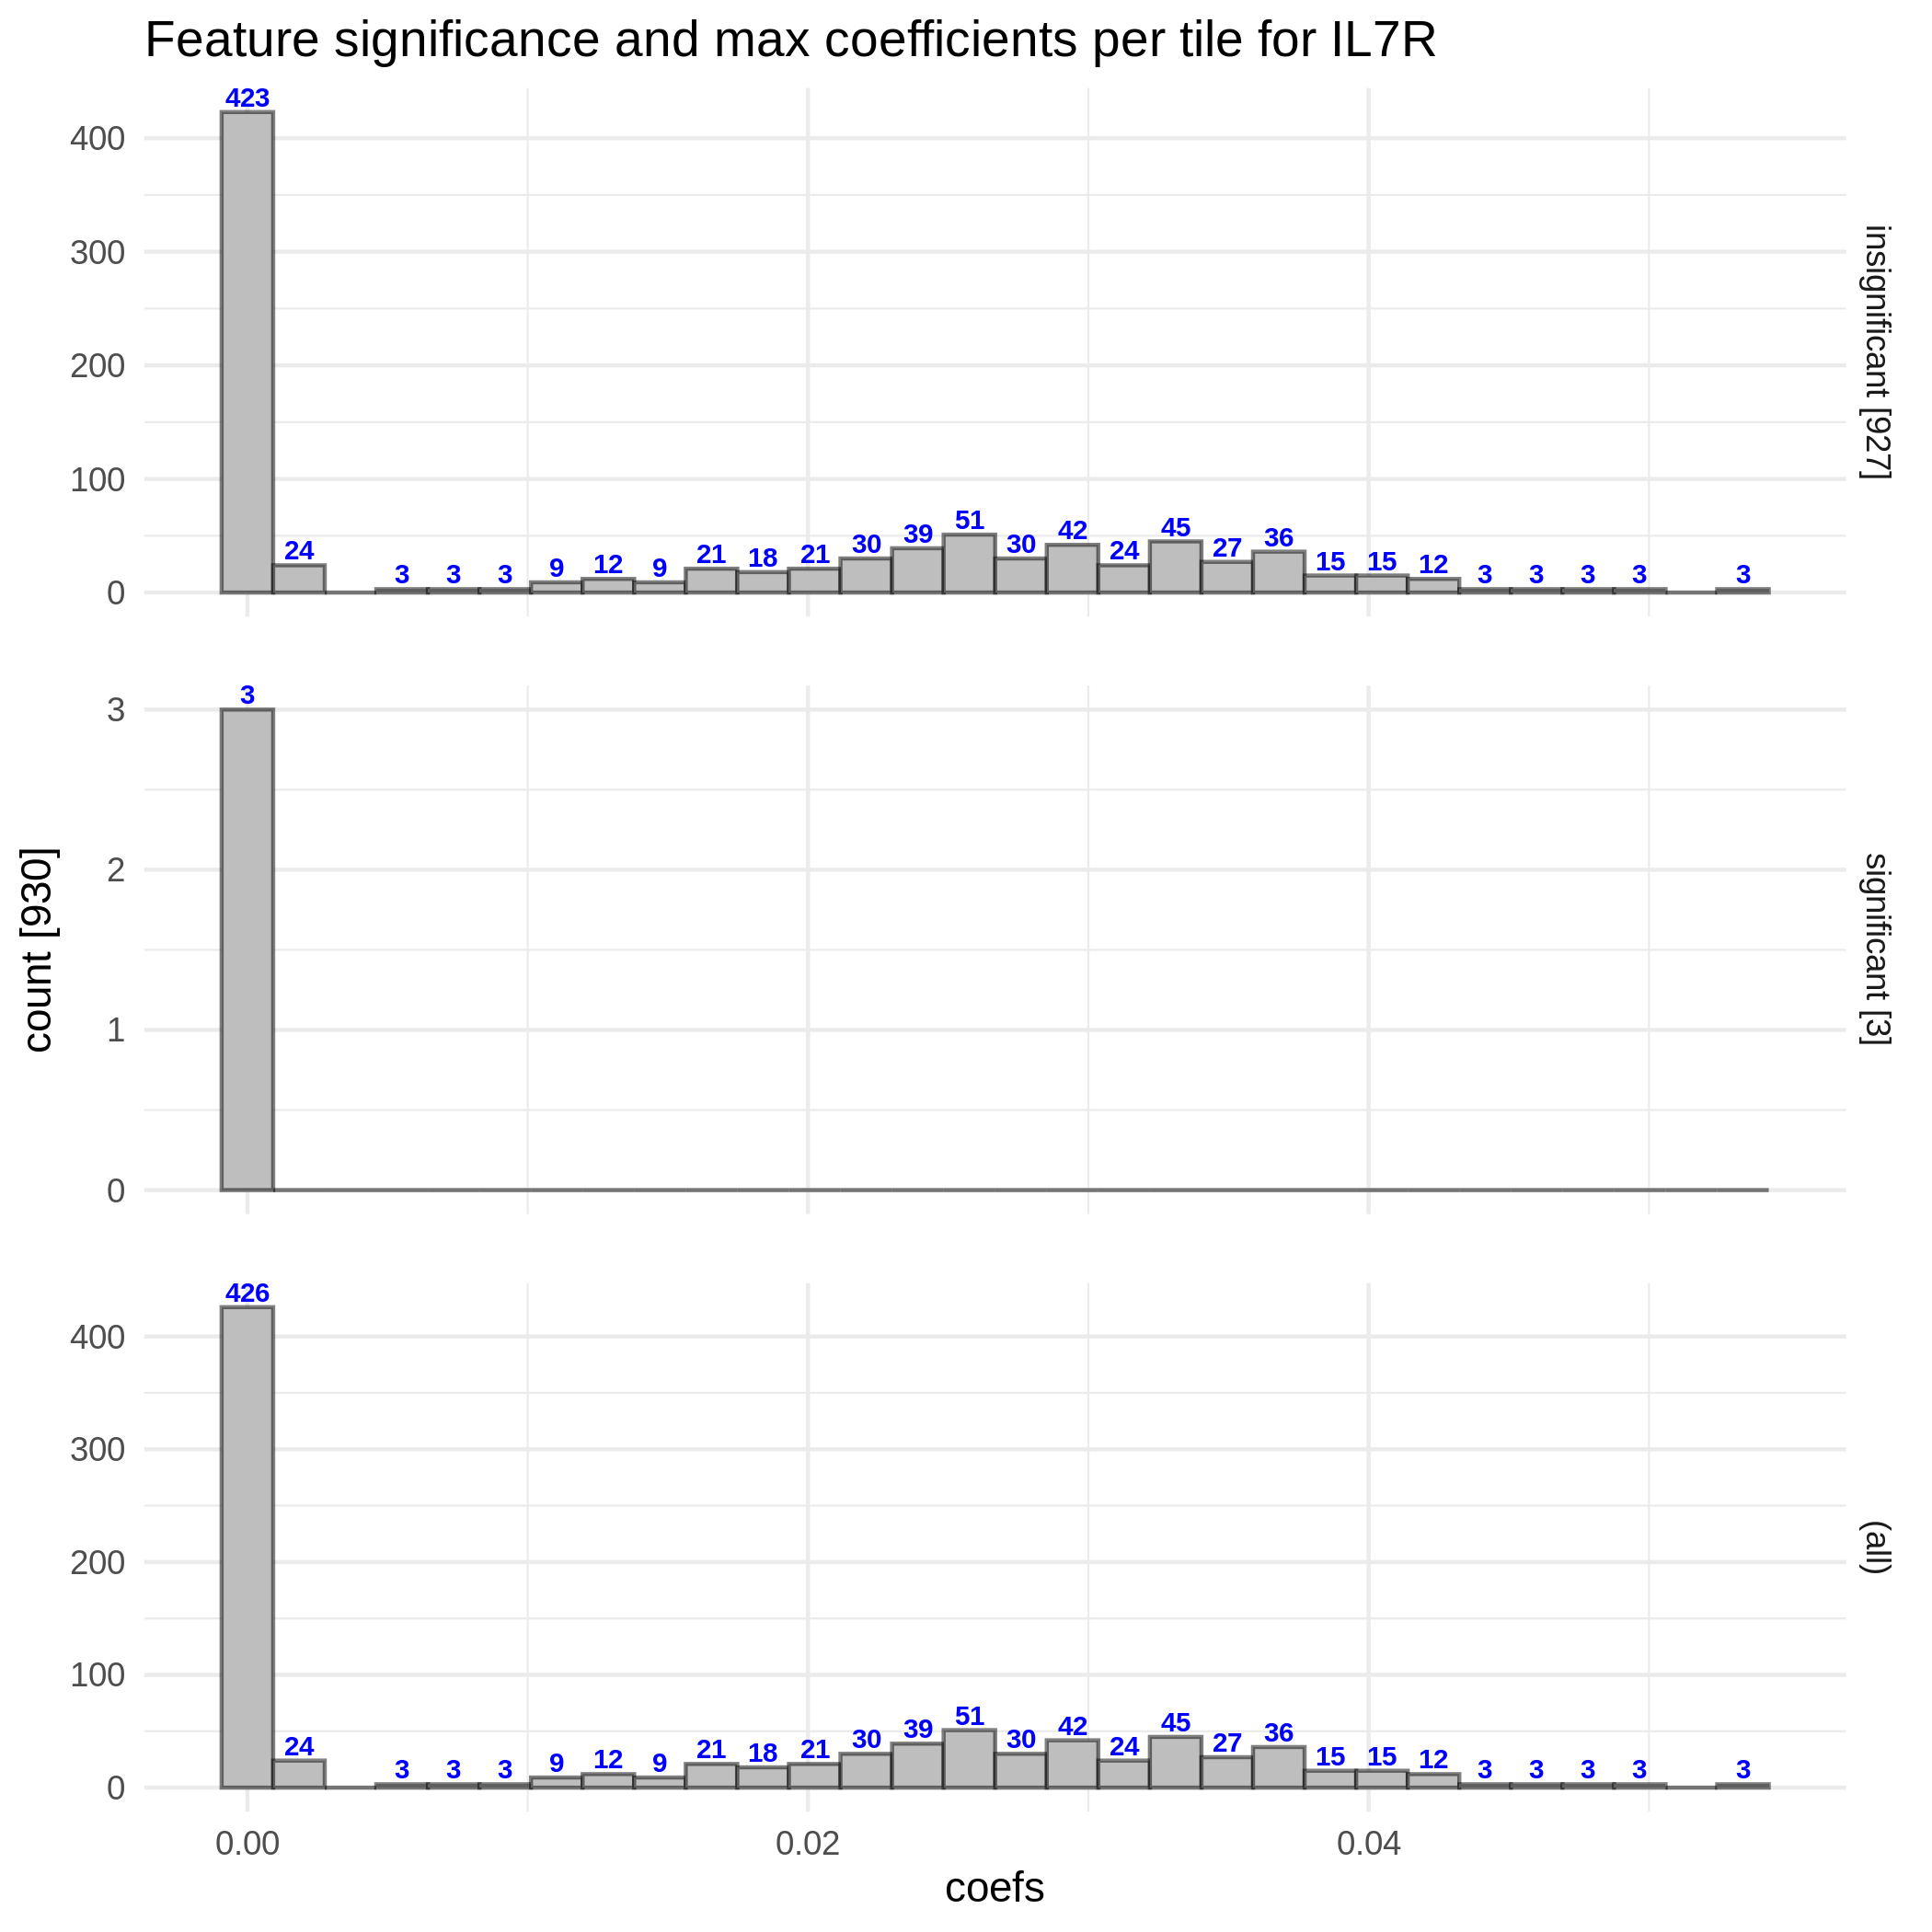 Feature significance and max coefficients per tile for IL7R
423
400
300
200
100
0
24 3 3 3 9 12 9 21 18 21 30 39 51 30 42 24 45 27 36 15 15 12 3 3 3 3 3
insignificant [927]
3
3
2
1
0
significant [3]
count [930]
426
400
300
200
100
0
24 3 3 3 9 12 9 21 18 21 30 39 51 30 42 24 45 27 36 15 15 12 3 3 3 3 3
(all)
0.00 0.02 0.04
coefs